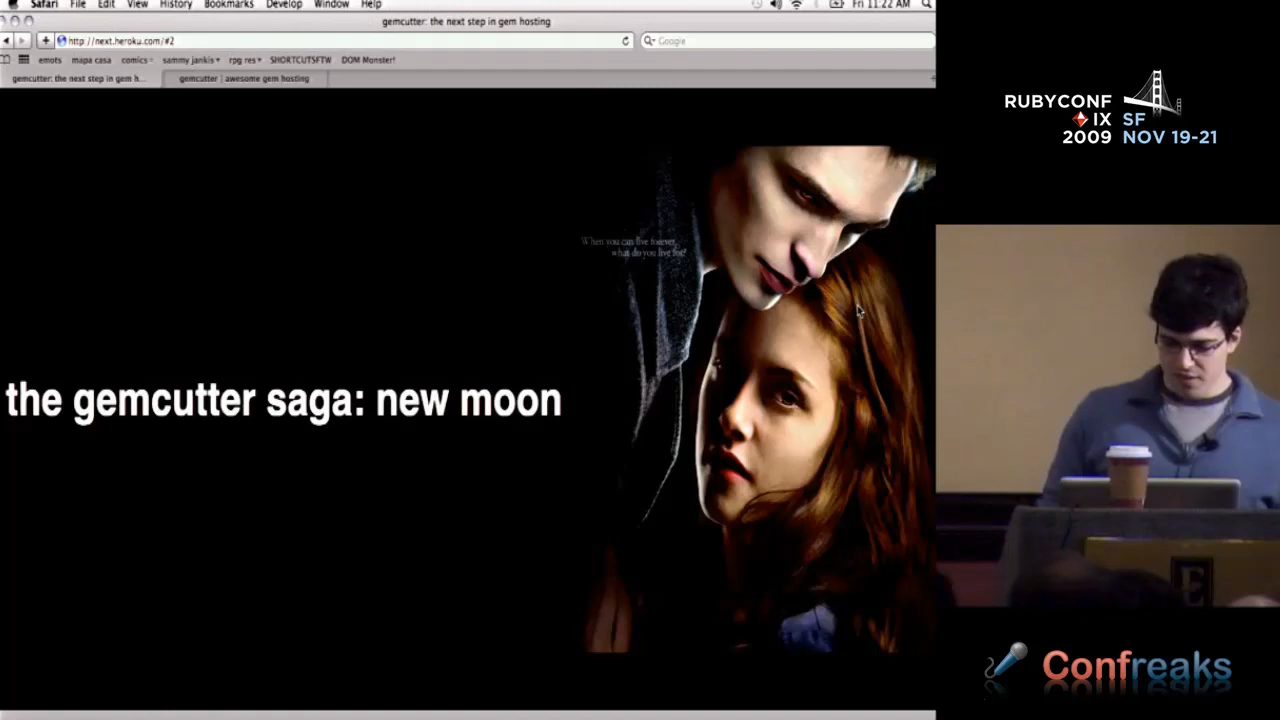 Safari File Edit View History Bookmarks Develop Window Help Fri 11:22 AM
gemcutter: the next step in gem hosting
http://next.heroku.com/#2 Google
emots mapa casa comics sammy jankis rpg res SHORTCUTSFTW DOM Monster!
gemcutter: the next step in gem h... gemcutter | awesome gem hosting
When you can live forever,
what do you live for?
the gemcutter saga: new moon
RUBYCONF
IX SF
2009 NOV 19-21
E
Confreaks